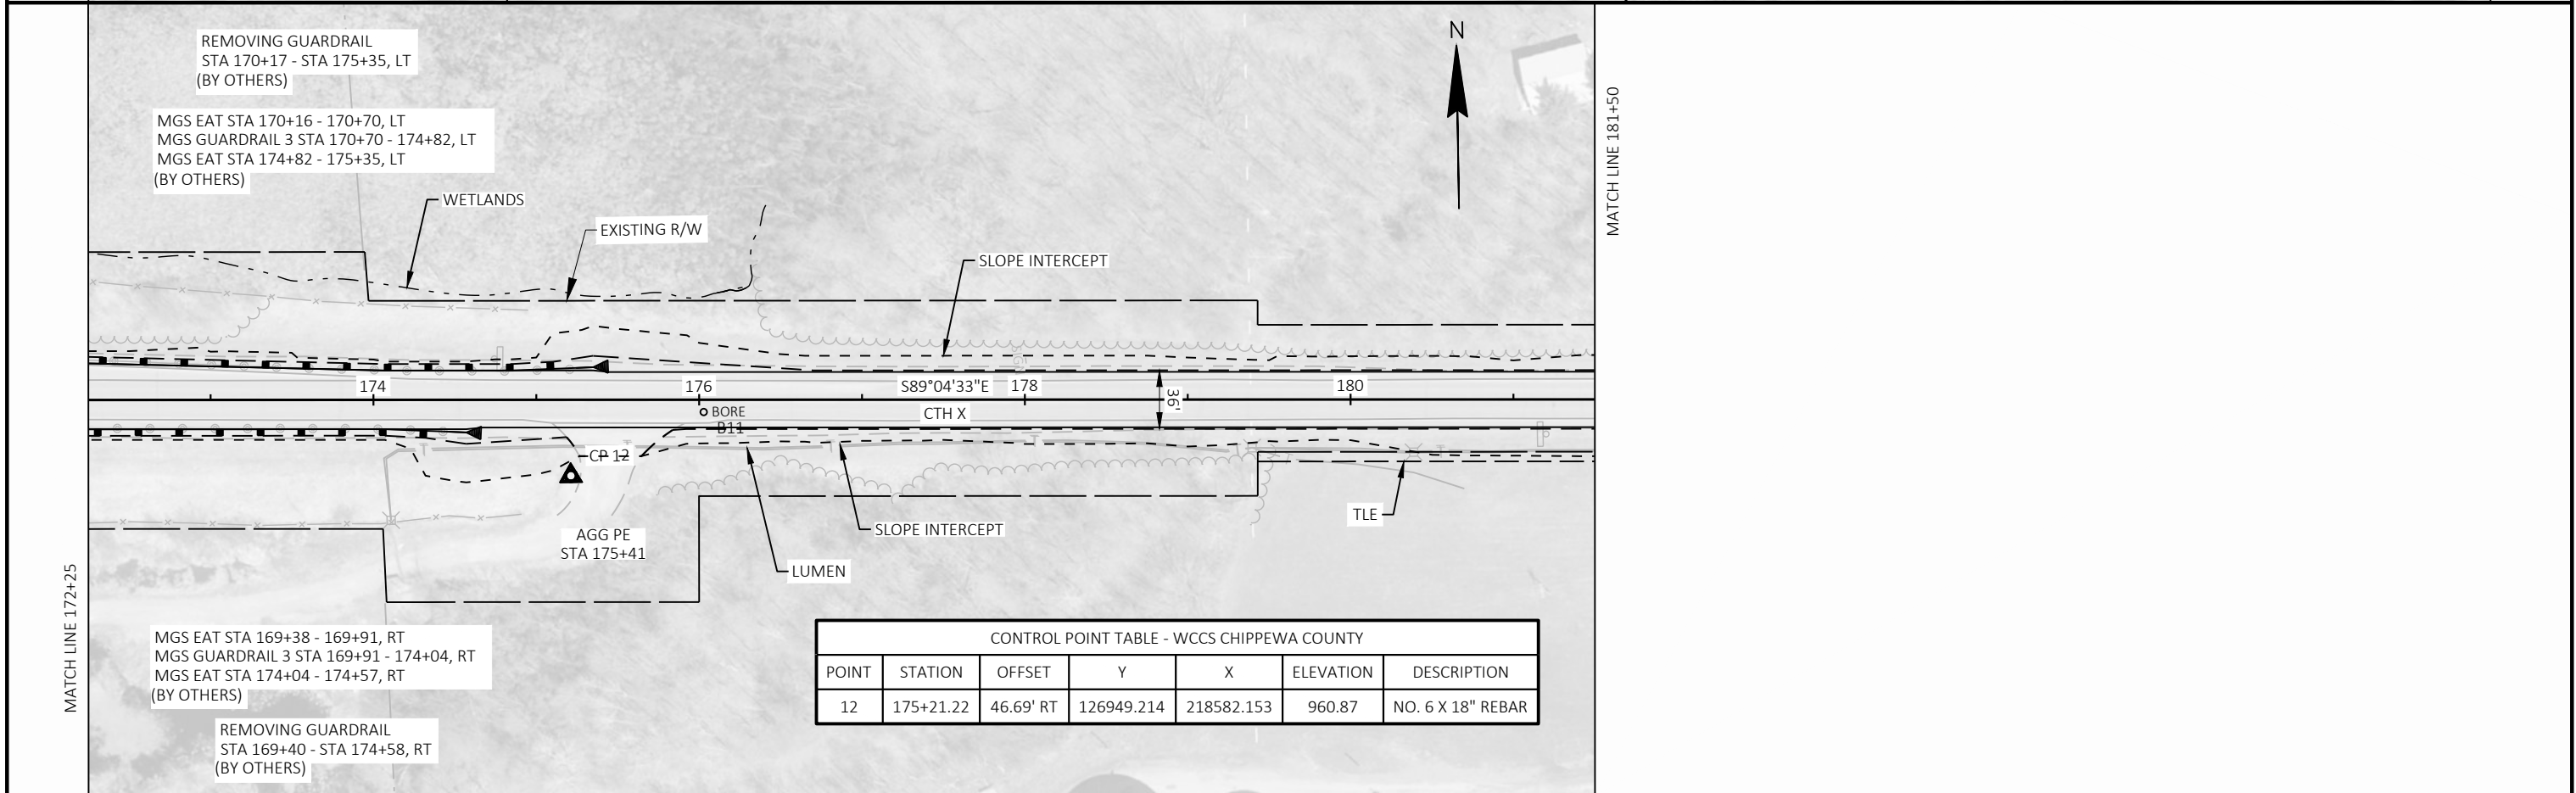 REMOVING GUARDRAIL
STA 170+17 - STA 175+35, LT
(BY OTHERS)
MGS EAT STA 170+16 - 170+70, LT
MGS GUARDRAIL 3 STA 170+70 - 174+82, LT
MGS EAT STA 174+82 - 175+35, LT
(BY OTHERS)
N
MATCH LINE 181+50
WETLANDS
EXISTING R/W
SLOPE INTERCEPT
174
176
S89°04'33"E
178
180
36'
BORE
B11
CTH X
CP 12
TLE
SLOPE INTERCEPT
AGG PE
STA 175+41
LUMEN
MATCH LINE 172+25
MGS EAT STA 169+38 - 169+91, RT
MGS GUARDRAIL 3 STA 169+91 - 174+04, RT
MGS EAT STA 174+04 - 174+57, RT
(BY OTHERS)
REMOVING GUARDRAIL
STA 169+40 - STA 174+58, RT
(BY OTHERS)
CONTROL POINT TABLE - WCCS CHIPPEWA COUNTY
POINT STATION OFFSET Y X ELEVATION DESCRIPTION
12 175+21.22 46.69' RT 126949.214 218582.153 960.87 NO. 6 X 18" REBAR